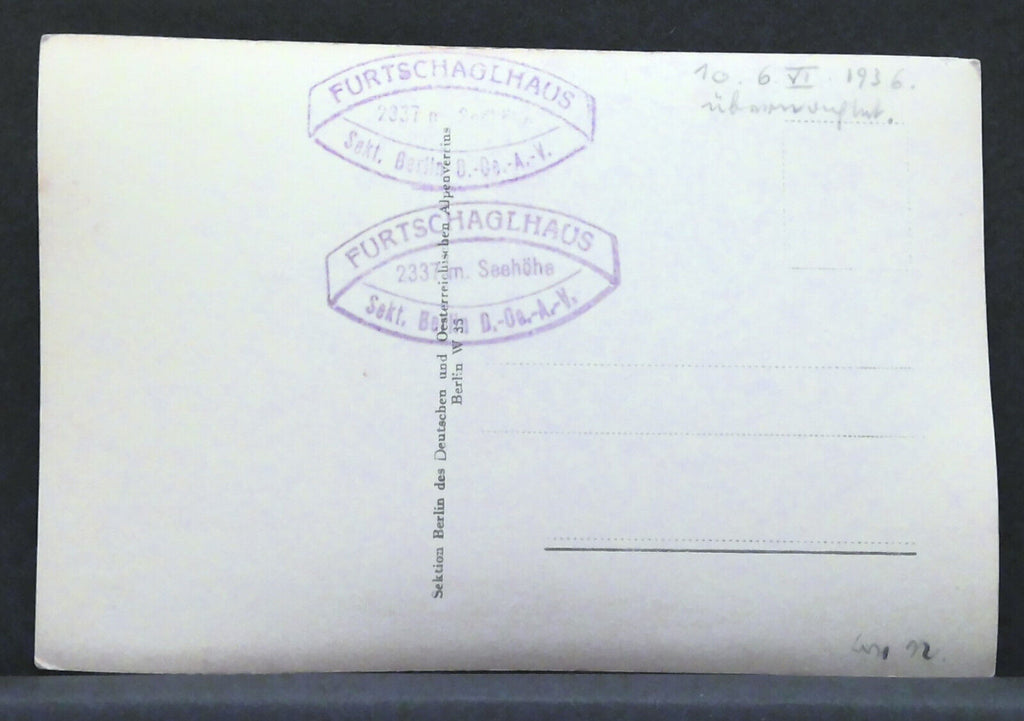 FURTSCHAGLHAUS
2337 m. Seehöhe
Sekt. Berlin D.-Oe.-A.-V.
10. 6 VI. 1936.
übernachtet.
FURTSCHAGLHAUS
2337 m. Seehöhe
Sekt. Berlin D.-Oe.-A.-V.
Sektion Berlin des Deutschen und Oesterreichischen Alpenvereins
Berlin W 35